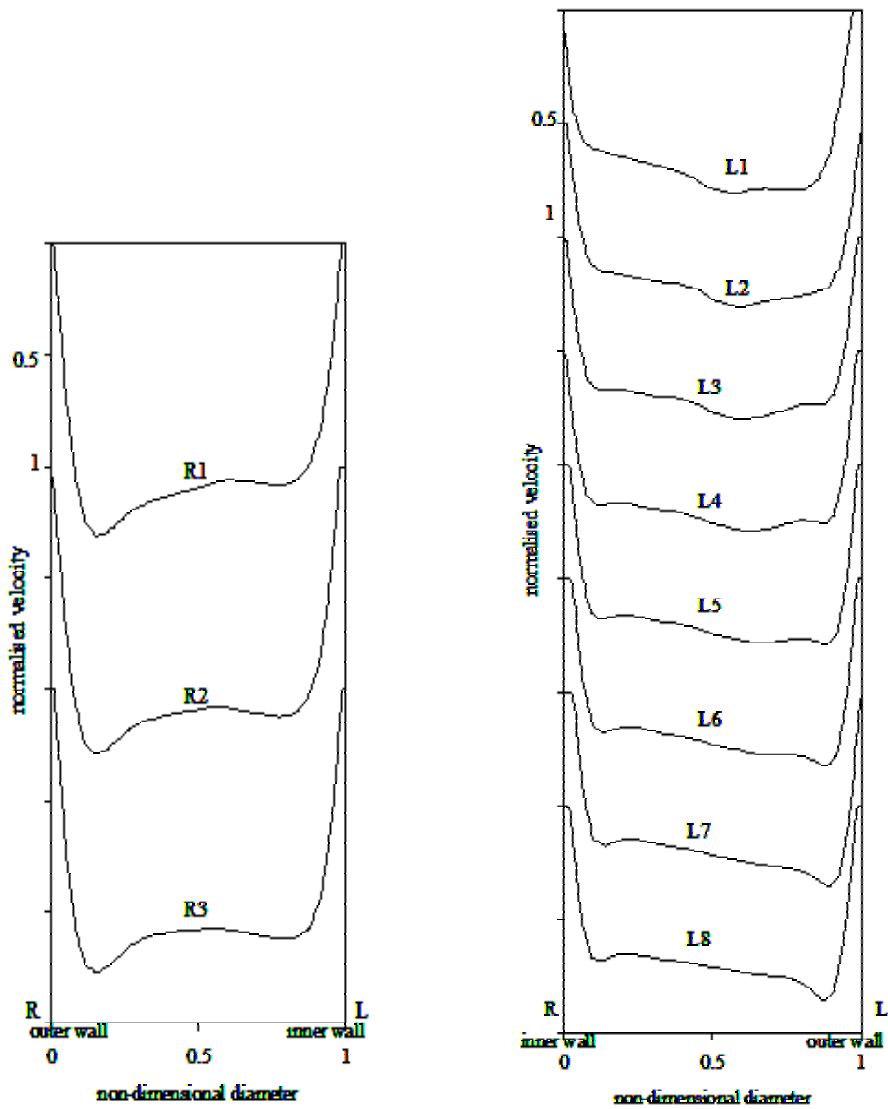 0.5
1
normalised velocity
R1
R2
R3
R
L
outer wall
inner wall
0
0.5
1
non-dimensional diameter
0.5
1
normalised velocity
L1
L2
L3
L4
L5
L6
L7
L8
R
L
inner wall
outer wall
0
0.5
1
non-dimensional diameter